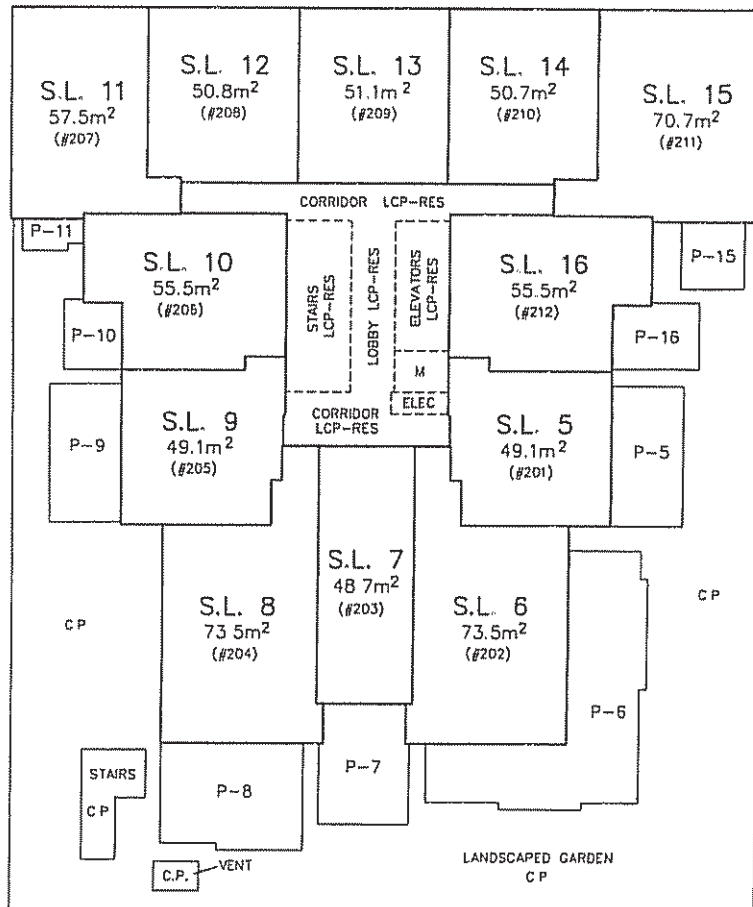 S.L. 11
57.5m²
(#207)
S.L. 12
50.8m²
(#208)
S.L. 13
51.1m²
(#209)
S.L. 14
50.7m²
(#210)
S.L. 15
70.7m²
(#211)
CORRIDOR LCP-RES
P-11
S.L. 10
55.5m²
(#206)
STAIRS
LCP-RES
LOBBY LCP-RES
ELEVATORS
LCP-RES
S.L. 16
55.5m²
(#212)
P-15
P-10
P-16
M
ELEC
CORRIDOR
LCP-RES
P-9
S.L. 9
49.1m²
(#205)
S.L. 5
49.1m²
(#201)
P-5
S.L. 8
73 5m²
(#204)
S.L. 7
48 7m²
(#203)
S.L. 6
73.5m²
(#202)
C P
C P
P-6
STAIRS
C P
P-8
P-7
C.P.
VENT
LANDSCAPED GARDEN
C P